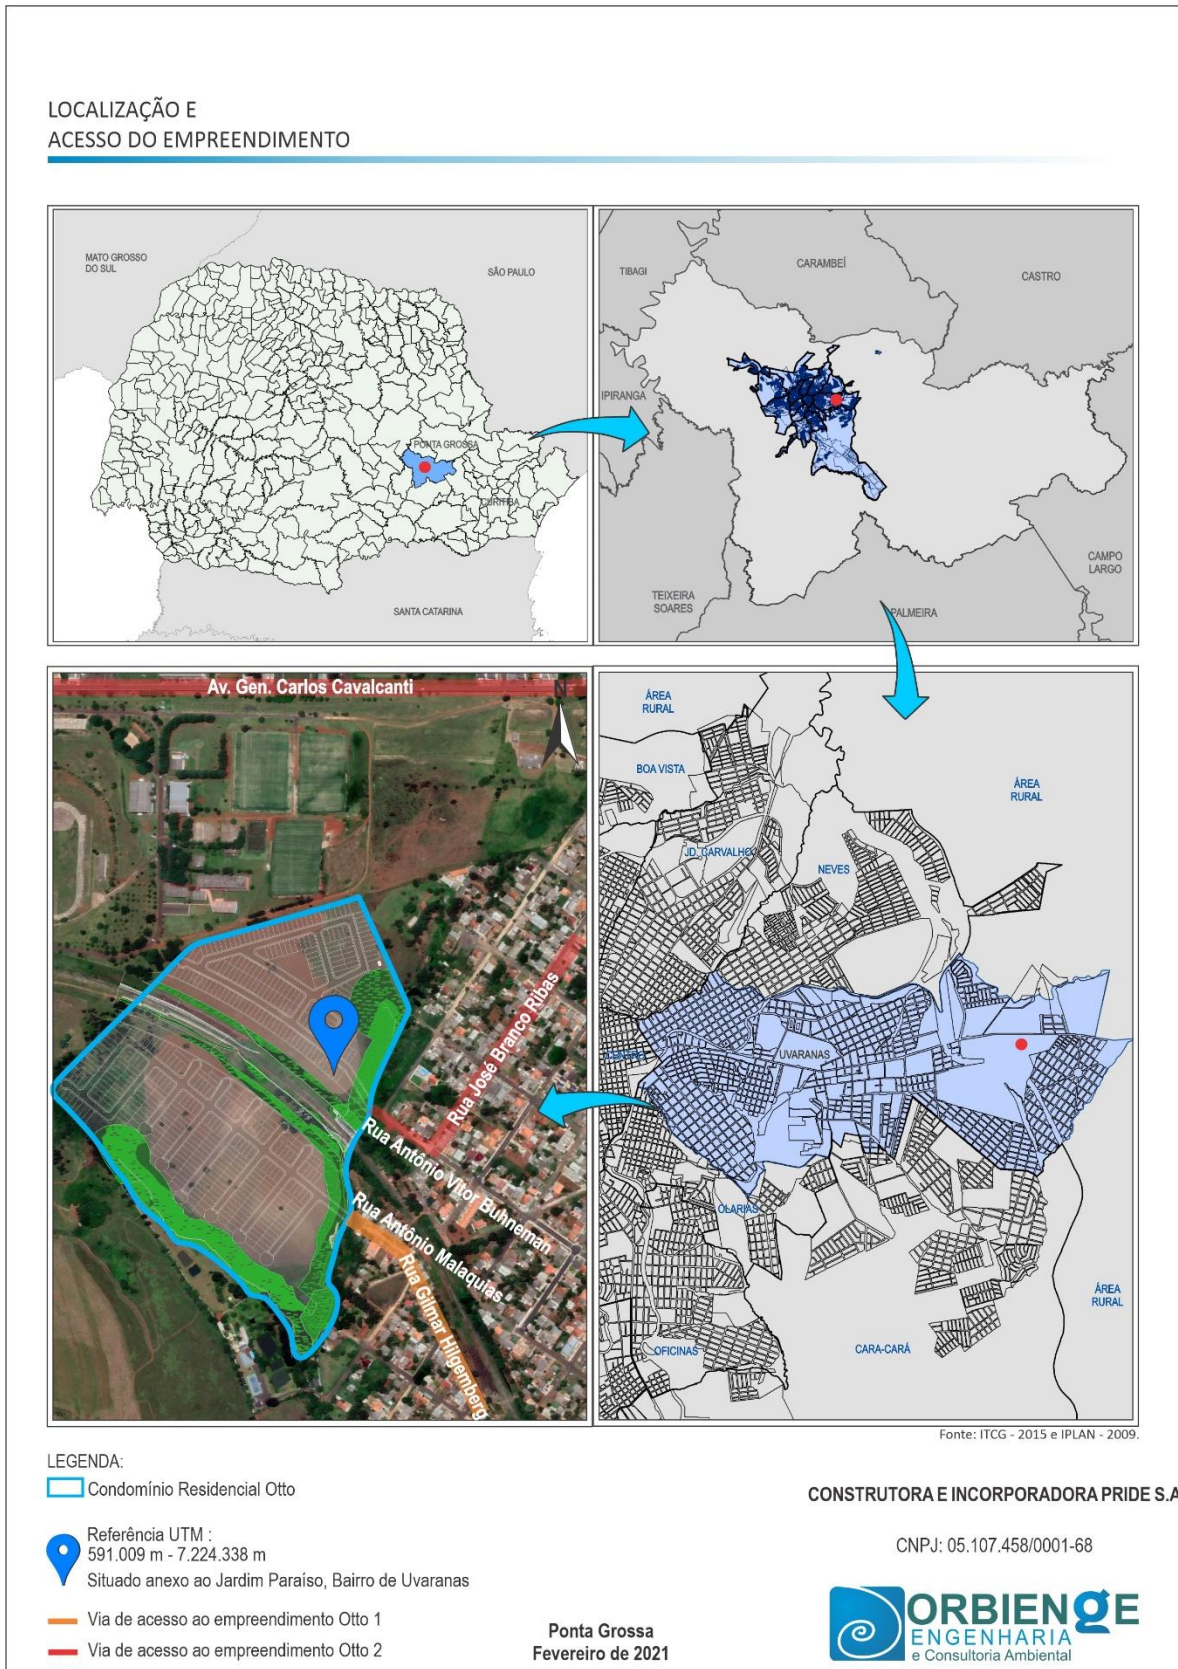 LOCALIZAÇÃO E
ACESSO DO EMPREENDIMENTO
MATO GROSSO
DO SUL
SÃO PAULO
PONTA GROSSA
CURITIBA
SANTA CATARINA
TIBAGI
CARAMBEÍ
CASTRO
IPIRANGA
CAMPO
LARGO
TEIXEIRA
SOARES
PALMEIRA
Av. Gen. Carlos Cavalcanti
N
Rua José Branco Ribas
Rua Antônio Vitor Buhneman
Rua Antônio Malaquias
Rua Gilmar Hilgemberg
ÁREA
RURAL
BOA VISTA
ÁREA
RURAL
JD. CARVALHO
NEVES
CENTRO
UVARANAS
OLARIAS
ÁREA
RURAL
OFICINAS
CARA-CARÁ
Fonte: ITCG - 2015 e IPLAN - 2009.
LEGENDA:
Condomínio Residencial Otto
Referência UTM :
591.009 m - 7.224.338 m
Situado anexo ao Jardim Paraíso, Bairro de Uvaranas
Via de acesso ao empreendimento Otto 1
Via de acesso ao empreendimento Otto 2
Ponta Grossa
Fevereiro de 2021
CONSTRUTORA E INCORPORADORA PRIDE S.A
CNPJ: 05.107.458/0001-68
ORBIENGE
ENGENHARIA
e Consultoria Ambiental